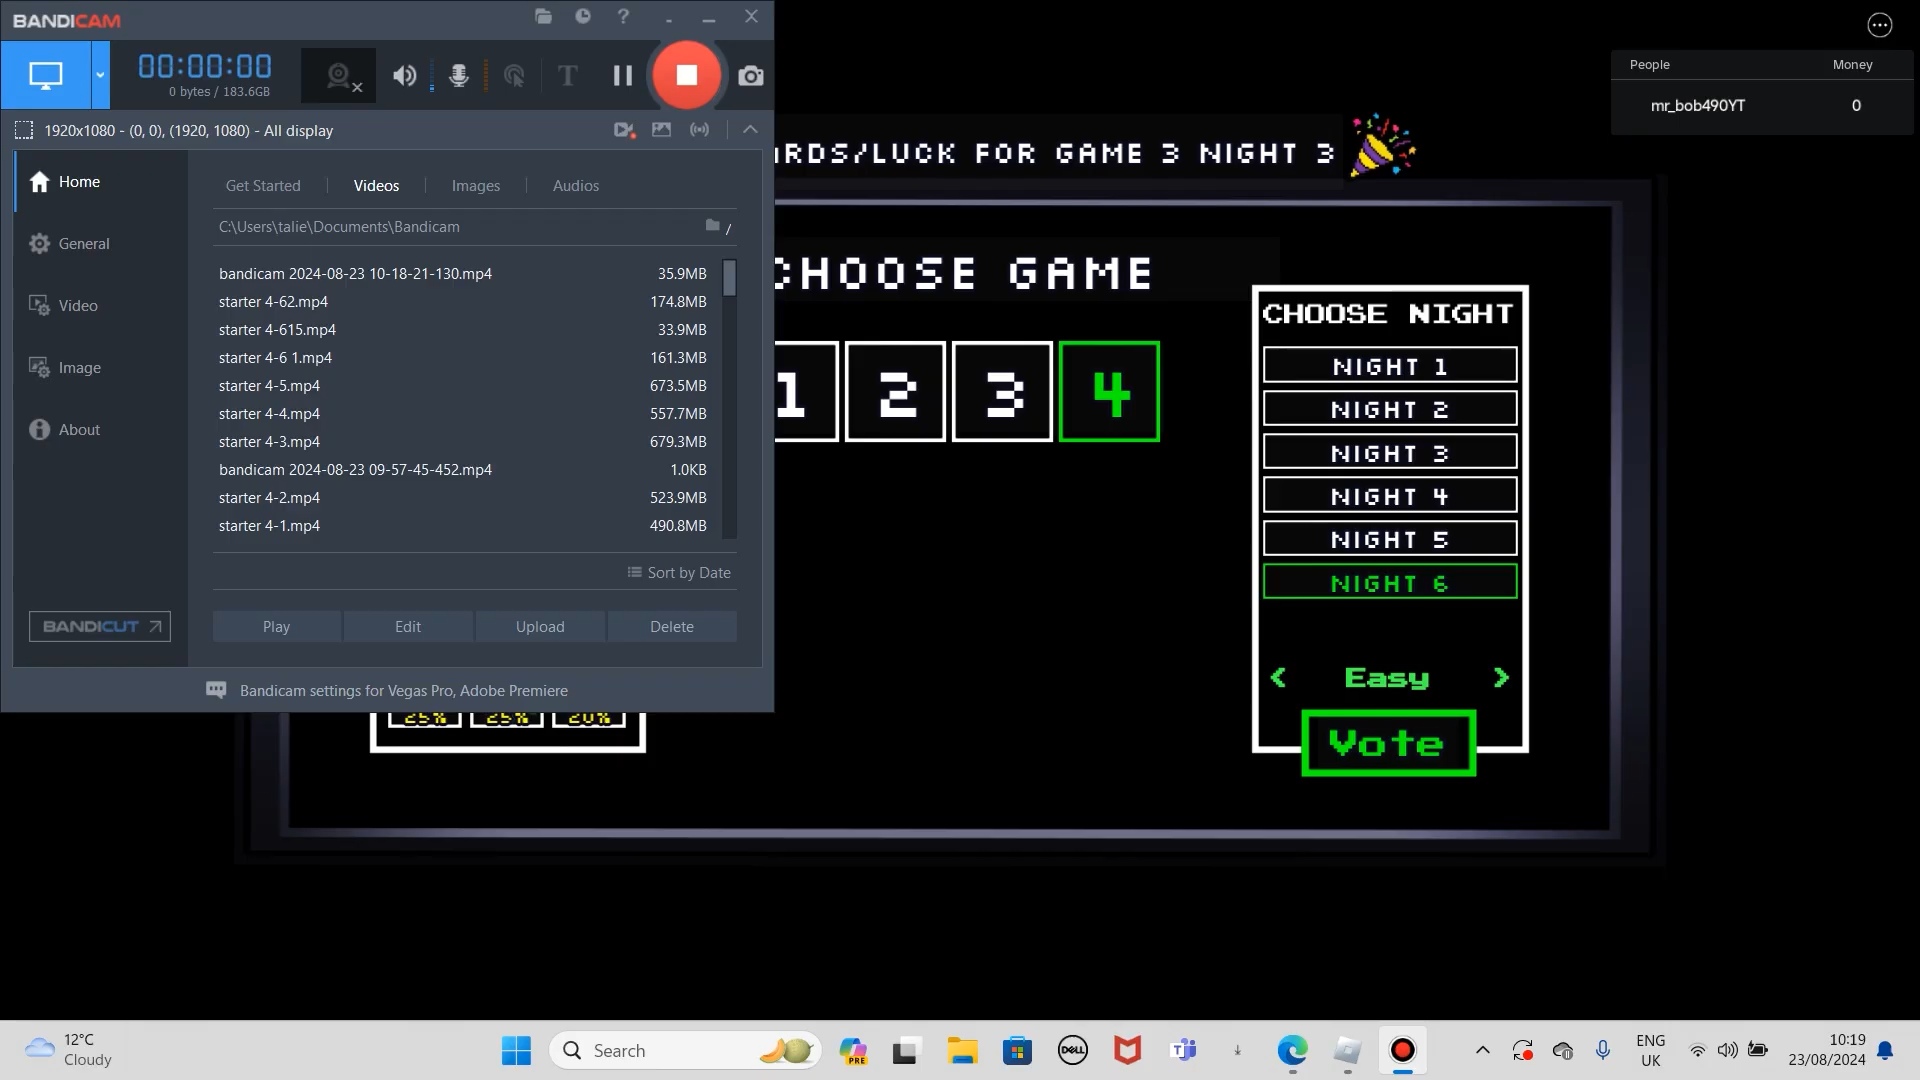 BANDICAM
00:00:00
0 bytes / 183.6GB
1920x1080 - (0, 0), (1920, 1080) - All display
Home
General
Video
Image
About
BANDICUT
Get Started
Videos
Images
Audios
C:\Users\talie\Documents\Bandicam
bandicam 2024-08-23 10-18-21-130.mp4 35.9MB
starter 4-62.mp4 174.8MB
starter 4-615.mp4 33.9MB
starter 4-6 1.mp4 161.3MB
starter 4-5.mp4 673.5MB
starter 4-4.mp4 557.7MB
starter 4-3.mp4 679.3MB
bandicam 2024-08-23 09-57-45-452.mp4 1.0KB
starter 4-2.mp4 523.9MB
starter 4-1.mp4 490.8MB
Sort by Date
Play Edit Upload Delete
Bandicam settings for Vegas Pro, Adobe Premiere
People Money
mr_bob490YT 0
RDS/LUCK FOR GAME 3 NIGHT 3
CHOOSE GAME
1 2 3 4
CHOOSE NIGHT
NIGHT 1
NIGHT 2
NIGHT 3
NIGHT 4
NIGHT 5
NIGHT 6
< Easy >
Vote
25% 25% 20%
12°C
Cloudy
Search
PRE
DELL
ENG
UK
10:19
23/08/2024